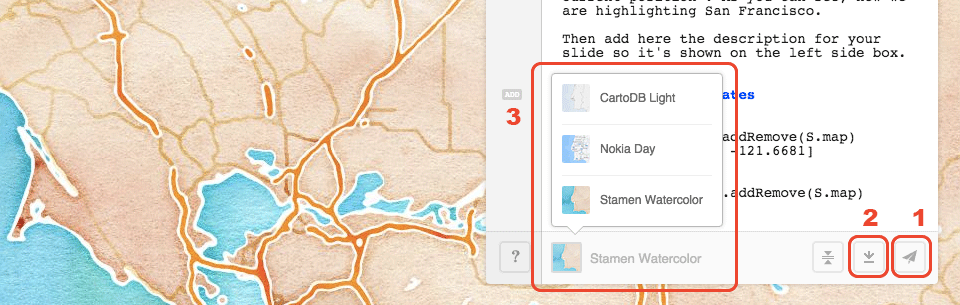 are highlighting San Francisco.
Then add here the description for your
slide so it's shown on the left side box.
ADD
3
CartoDB Light
ates
Nokia Day
addRemove(S.map)
-121.6681]
Stamen Watercolor
.addRemove(S.map)
2
1
?
Stamen Watercolor